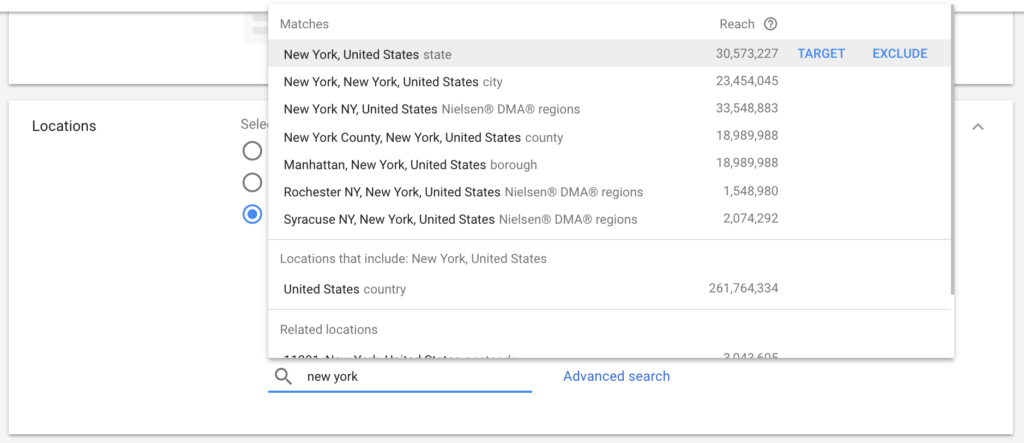 Matches Reach
New York, United States state 30,573,227 TARGET EXCLUDE
New York, New York, United States city 23,454,045
New York NY, United States Nielsen® DMA® regions 33,548,883
Locations Sele
New York County, New York, United States county 18,989,988
Manhattan, New York, United States borough 18,989,988
Rochester NY, New York, United States Nielsen® DMA® regions 1,548,980
Syracuse NY, New York, United States Nielsen® DMA® regions 2,074,292
Locations that include: New York, United States
United States country 261,764,334
Related locations
new york Advanced search